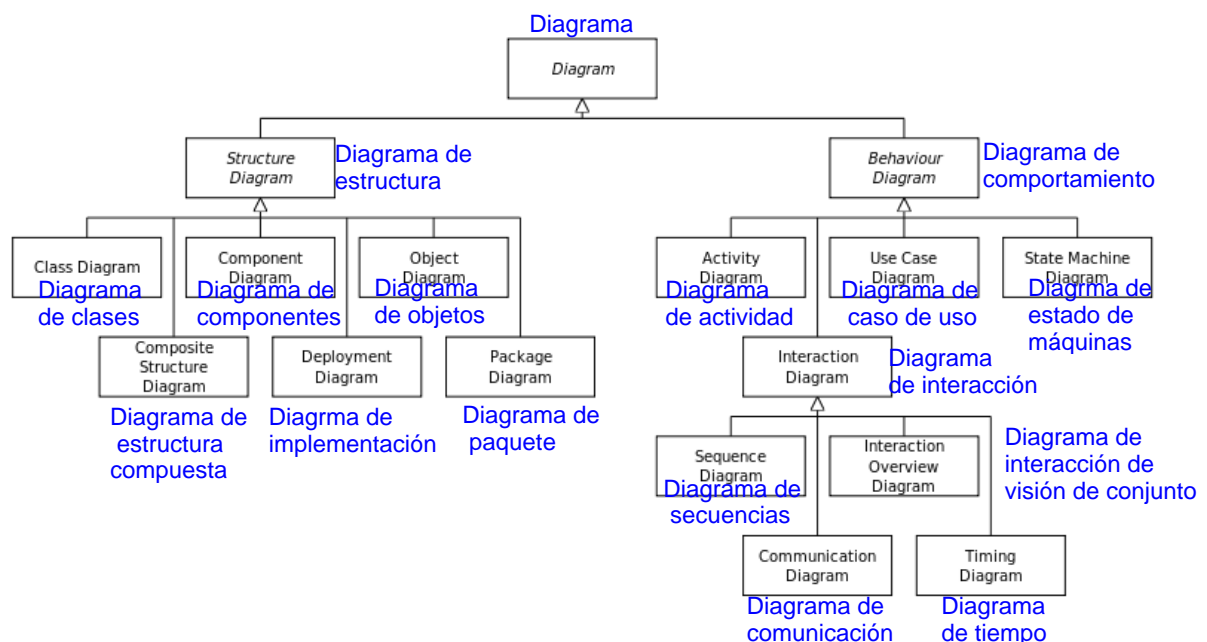 Diagrama
Diagram
Structure
Diagram
Diagrama de
estructura
Behaviour
Diagram
Diagrama de
comportamiento
Class Diagram
Diagrama
de clases
Component
Diagram
Diagrama de
componentes
Object
Diagram
Diagrama
de objetos
Activity
Diagram
Diagrama
de actividad
Use Case
Diagram
Diagrama de
caso de uso
State Machine
Diagram
Diagrma de
estado de
máquinas
Composite
Structure
Diagram
Diagrama de
estructura
compuesta
Deployment
Diagram
Diagrma de
implementación
Package
Diagram
Diagrama de
paquete
Interaction
Diagram
Diagrama
de interacción
Sequence
Diagram
Diagrama de
secuencias
Interaction
Overview
Diagram
Diagrama de
interacción de
visión de conjunto
Communication
Diagram
Diagrama de
comunicación
Timing
Diagram
Diagrama
de tiempo